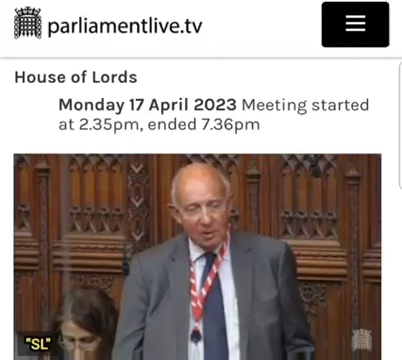 parliamentlive.tv
House of Lords
Monday 17 April 2023 Meeting started
at 2.35pm, ended 7.36pm
"SL"